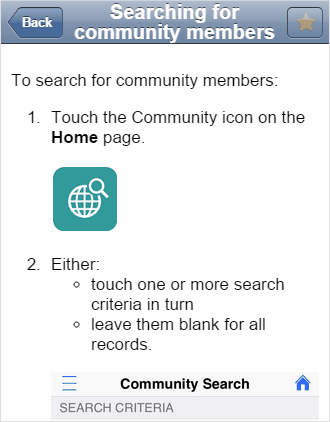 Back
Searching for
community members
To search for community members:
1. Touch the Community icon on the
Home page.
2. Either:
touch one or more search
criteria in turn
leave them blank for all
records.
Community Search
SEARCH CRITERIA